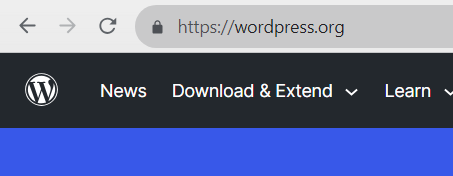 https://wordpress.org
News Download & Extend Learn